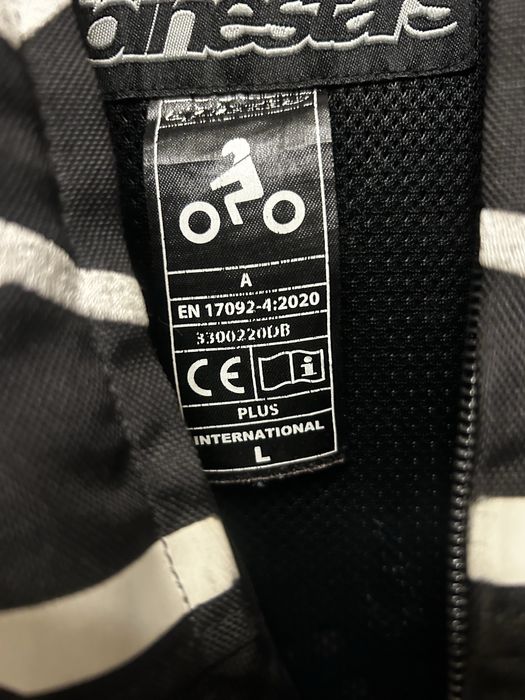 A
EN 17092-4:2020
3300220DB
CE
i
PLUS
INTERNATIONAL
L